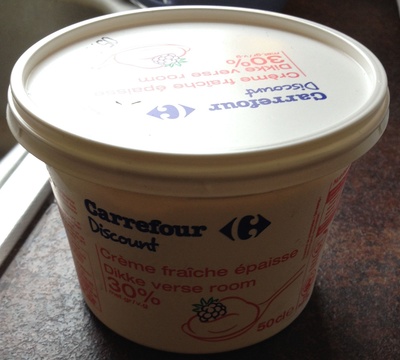 Carrefour
Discount
Crème fraîche épaisse
Dikke verse room
30%
Carrefour
Discount
Crème fraîche épaisse
Dikke verse room
30%